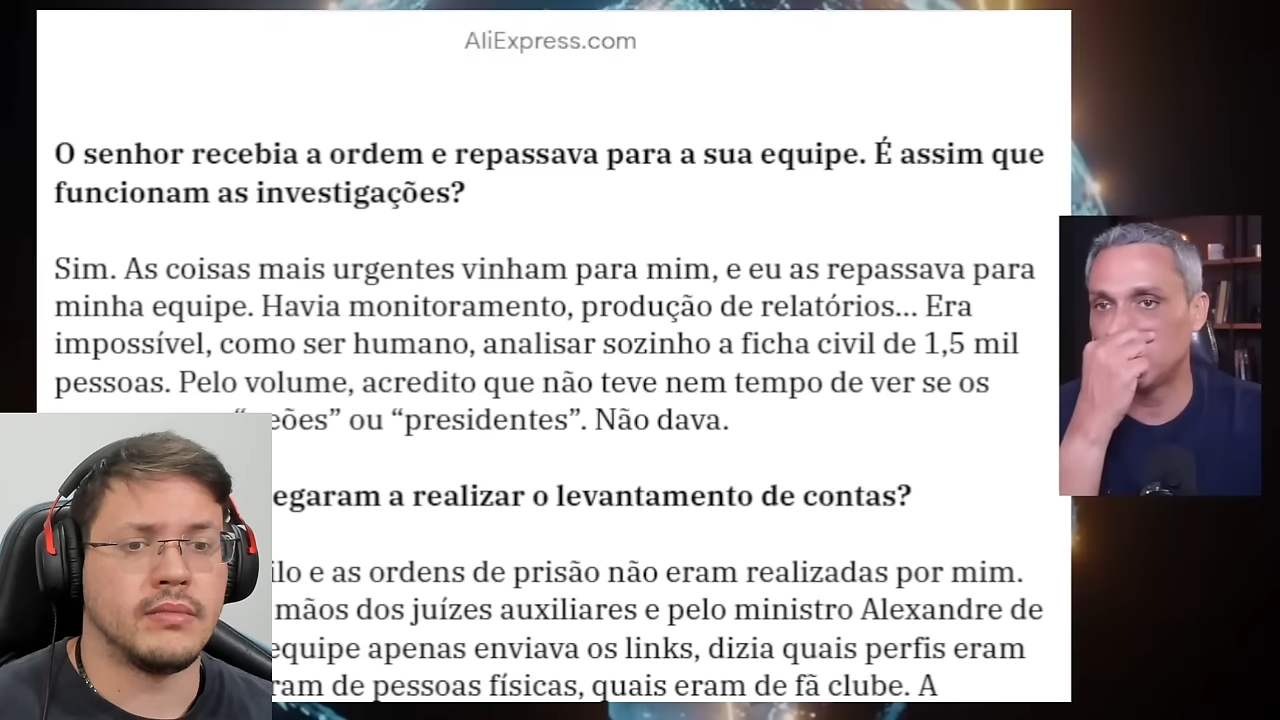 AliExpress.com
O senhor recebia a ordem e repassava para a sua equipe. É assim que
funcionam as investigações?
Sim. As coisas mais urgentes vinham para mim, e eu as repassava para
minha equipe. Havia monitoramento, produção de relatórios... Era
impossível, como ser humano, analisar sozinho a ficha civil de 1,5 mil
pessoas. Pelo volume, acredito que não teve nem tempo de ver se os
ou “presidentes”. Não dava.
a realizar o levantamento de contas?
e as ordens de prisão não eram realizadas por mim.
mãos dos juízes auxiliares e pelo ministro Alexandre de
equipe apenas enviava os links, dizia quais perfis eram
de pessoas físicas, quais eram de fã clube. A